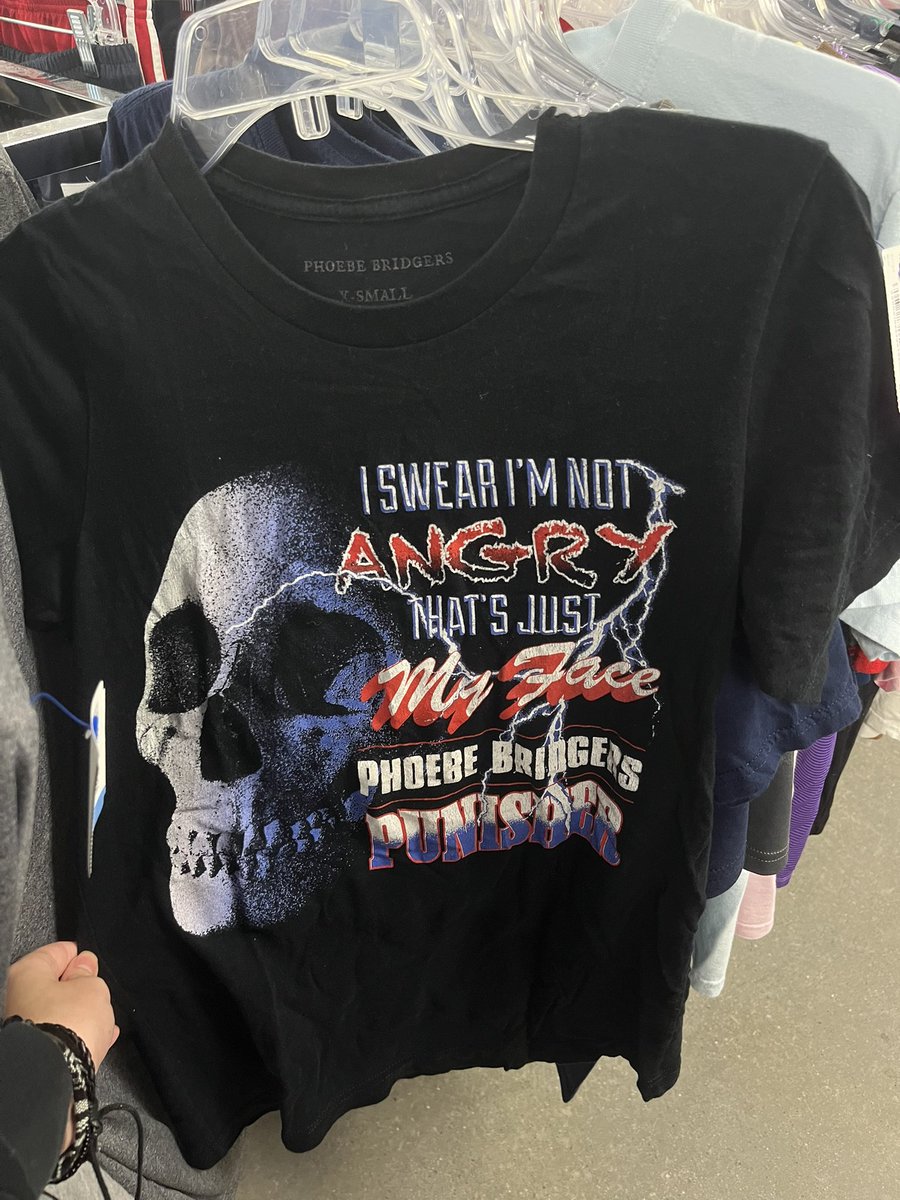 PHOEBE BRIDGERS
X-SMALL
I SWEAR I'M NOT
ANGRY
THAT'S JUST
My Face
PHOEBE BRIDGERS
PUNISHER